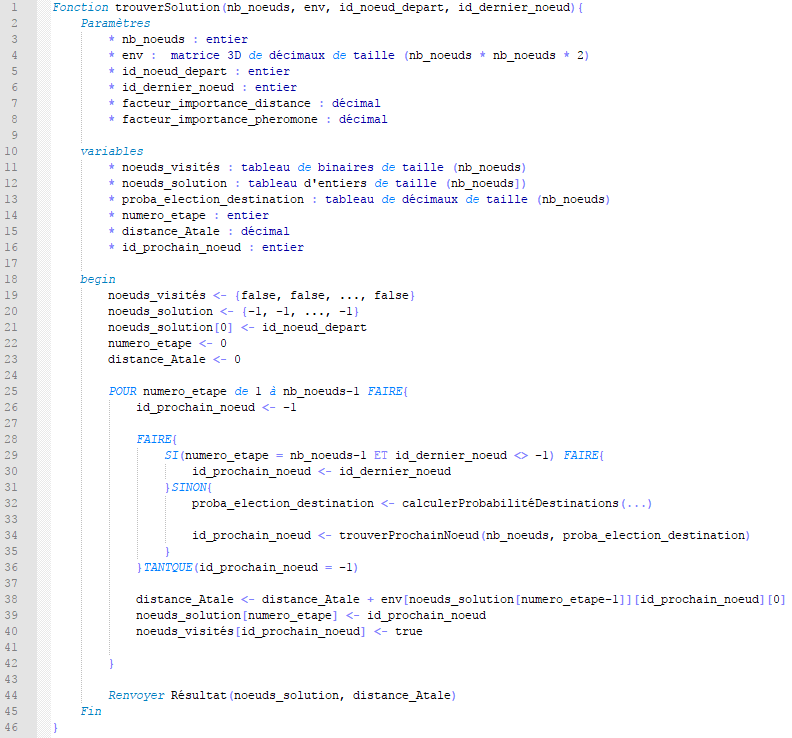 1 Fonction trouverSolution(nb_noeuds, env, id_noeud_depart, id_dernier_noeud){
2 Paramètres
3 * nb_noeuds : entier
4 * env : matrice 3D de décimaux de taille (nb_noeuds * nb_noeuds * 2)
5 * id_noeud_depart : entier
6 * id_dernier_noeud : entier
7 * facteur_importance_distance : décimal
8 * facteur_importance_pheromone : décimal
9
10 variables
11 * noeuds_visités : tableau de binaires de taille (nb_noeuds)
12 * noeuds_solution : tableau d'entiers de taille (nb_noeuds])
13 * proba_election_destination : tableau de décimaux de taille (nb_noeuds)
14 * numero_etape : entier
15 * distance_Atale : décimal
16 * id_prochain_noeud : entier
17
18 begin
19 noeuds_visités <- {false, false, ..., false}
20 noeuds_solution <- {-1, -1, ..., -1}
21 noeuds_solution[0] <- id_noeud_depart
22 numero_etape <- 0
23 distance_Atale <- 0
24
25 POUR numero_etape de 1 à nb_noeuds-1 FAIRE{
26 id_prochain_noeud <- -1
27
28 FAIRE{
29 SI(numero_etape = nb_noeuds-1 ET id_dernier_noeud <> -1) FAIRE{
30 id_prochain_noeud <- id_dernier_noeud
31 }SINON{
32 proba_election_destination <- calculerProbabilitéDestinations(...)
33
34 id_prochain_noeud <- trouverProchainNoeud(nb_noeuds, proba_election_destination)
35 }
36 }TANTQUE(id_prochain_noeud = -1)
37
38 distance_Atale <- distance_Atale + env[noeuds_solution[numero_etape-1]][id_prochain_noeud][0]
39 noeuds_solution[numero_etape] <- id_prochain_noeud
40 noeuds_visités[id_prochain_noeud] <- true
41
42 }
43
44 Renvoyer Résultat(noeuds_solution, distance_Atale)
45 Fin
46 }